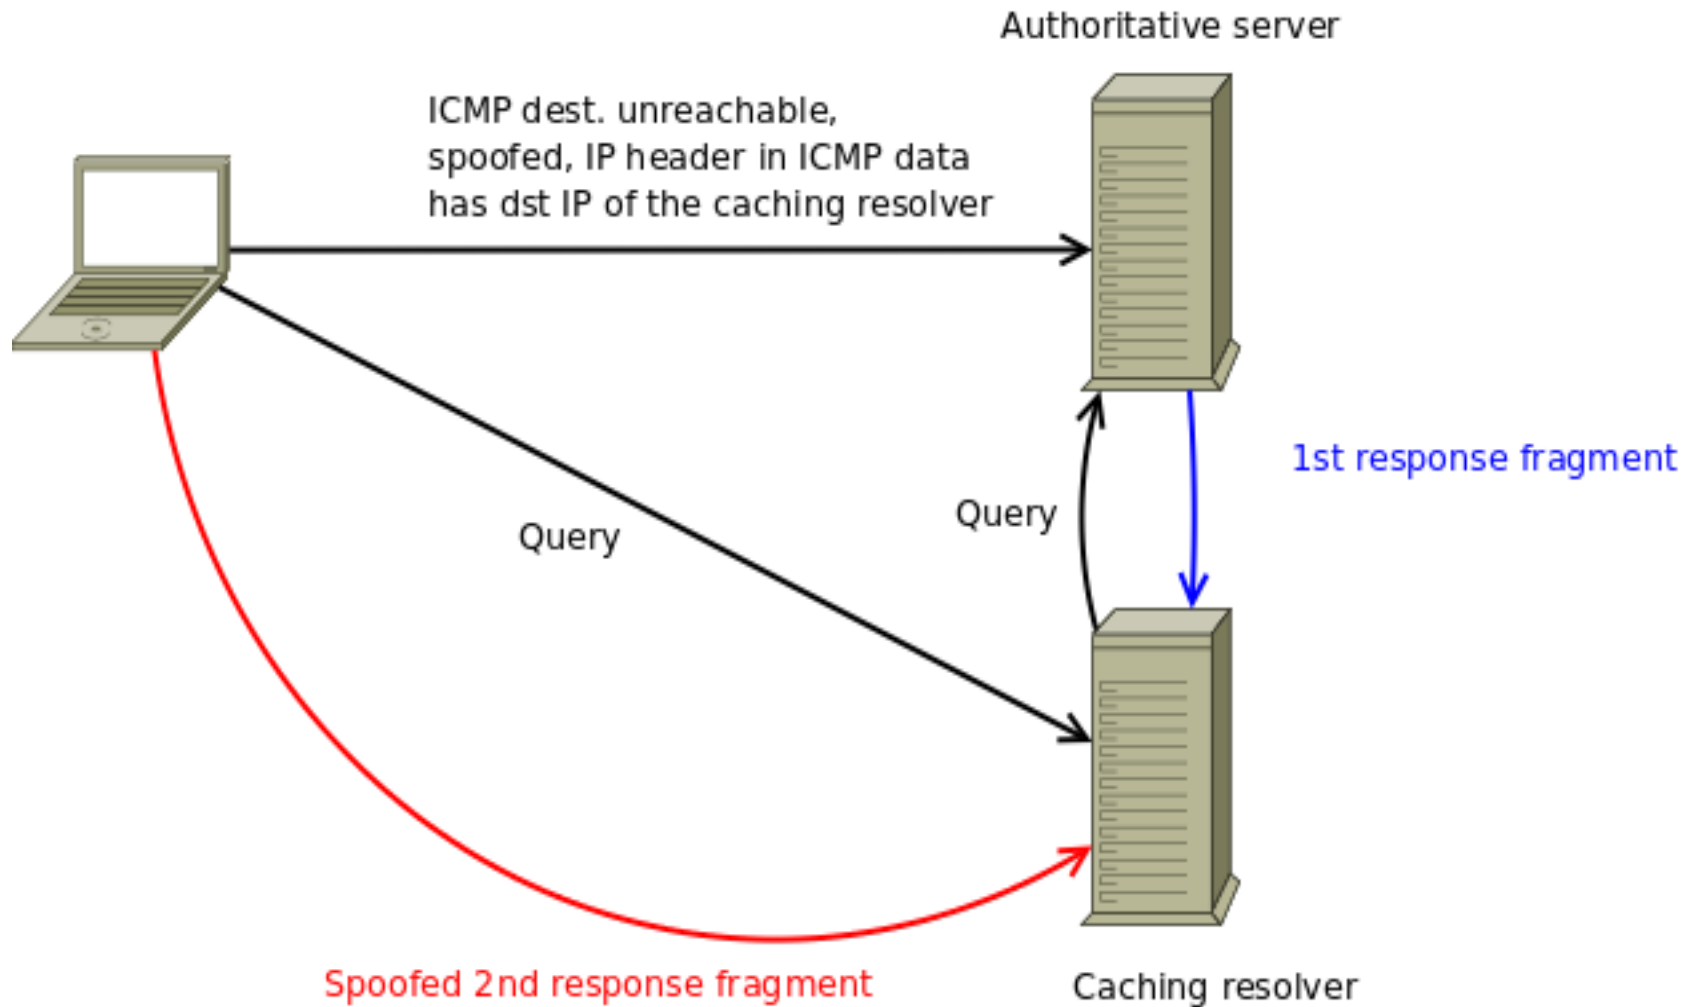 Authoritative server
ICMP dest. unreachable,
spoofed, IP header in ICMP data
has dst IP of the caching resolver
1st response fragment
Query
Query
Spoofed 2nd response fragment
Caching resolver